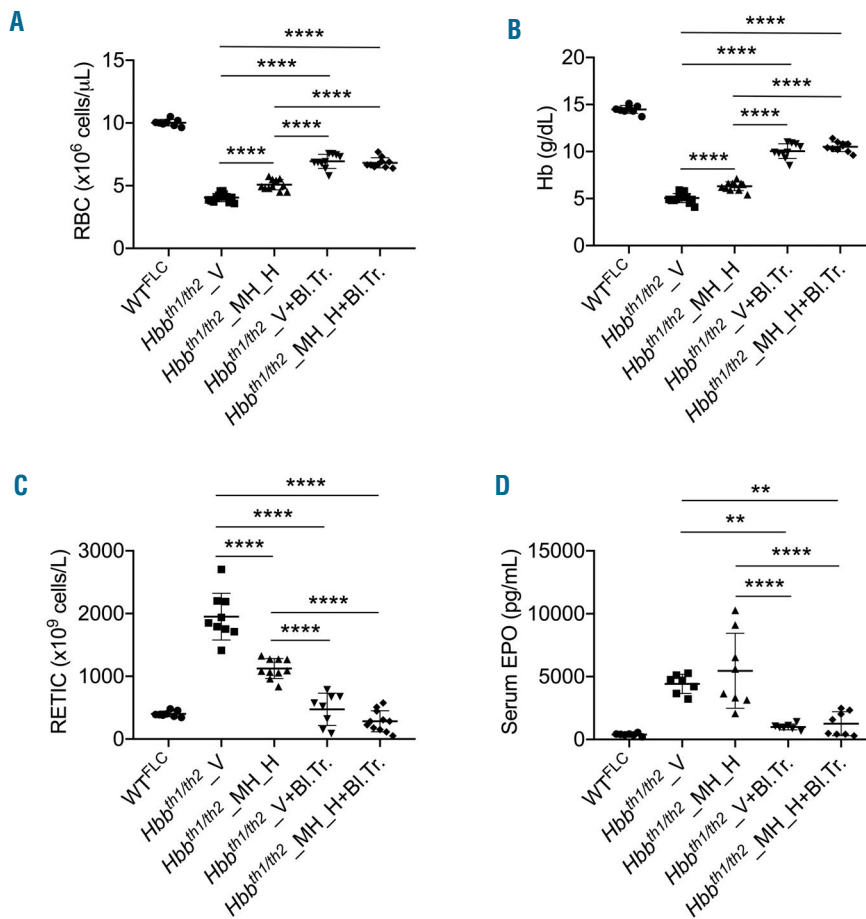 A
****
****
****
****
****
RBC (x10⁶ cells/μL)
15
10
5
0
WT^FLC
Hbb^th1/th2_V
Hbb^th1/th2_MH_H
Hbb^th1/th2_V+Bl.Tr.
Hbb^th1/th2_MH_H+Bl.Tr.
B
****
****
****
****
****
Hb (g/dL)
20
15
10
5
0
WT^FLC
Hbb^th1/th2_V
Hbb^th1/th2_MH_H
Hbb^th1/th2_V+Bl.Tr.
Hbb^th1/th2_MH_H+Bl.Tr.
C
****
****
****
****
****
RETIC (x10⁹ cells/L)
3000
2000
1000
0
WT^FLC
Hbb^th1/th2_V
Hbb^th1/th2_MH_H
Hbb^th1/th2_V+Bl.Tr.
Hbb^th1/th2_MH_H+Bl.Tr.
D
**
**
****
****
Serum EPO (pg/mL)
15000
10000
5000
0
WT^FLC
Hbb^th1/th2_V
Hbb^th1/th2_MH_H
Hbb^th1/th2_V+Bl.Tr.
Hbb^th1/th2_MH_H+Bl.Tr.